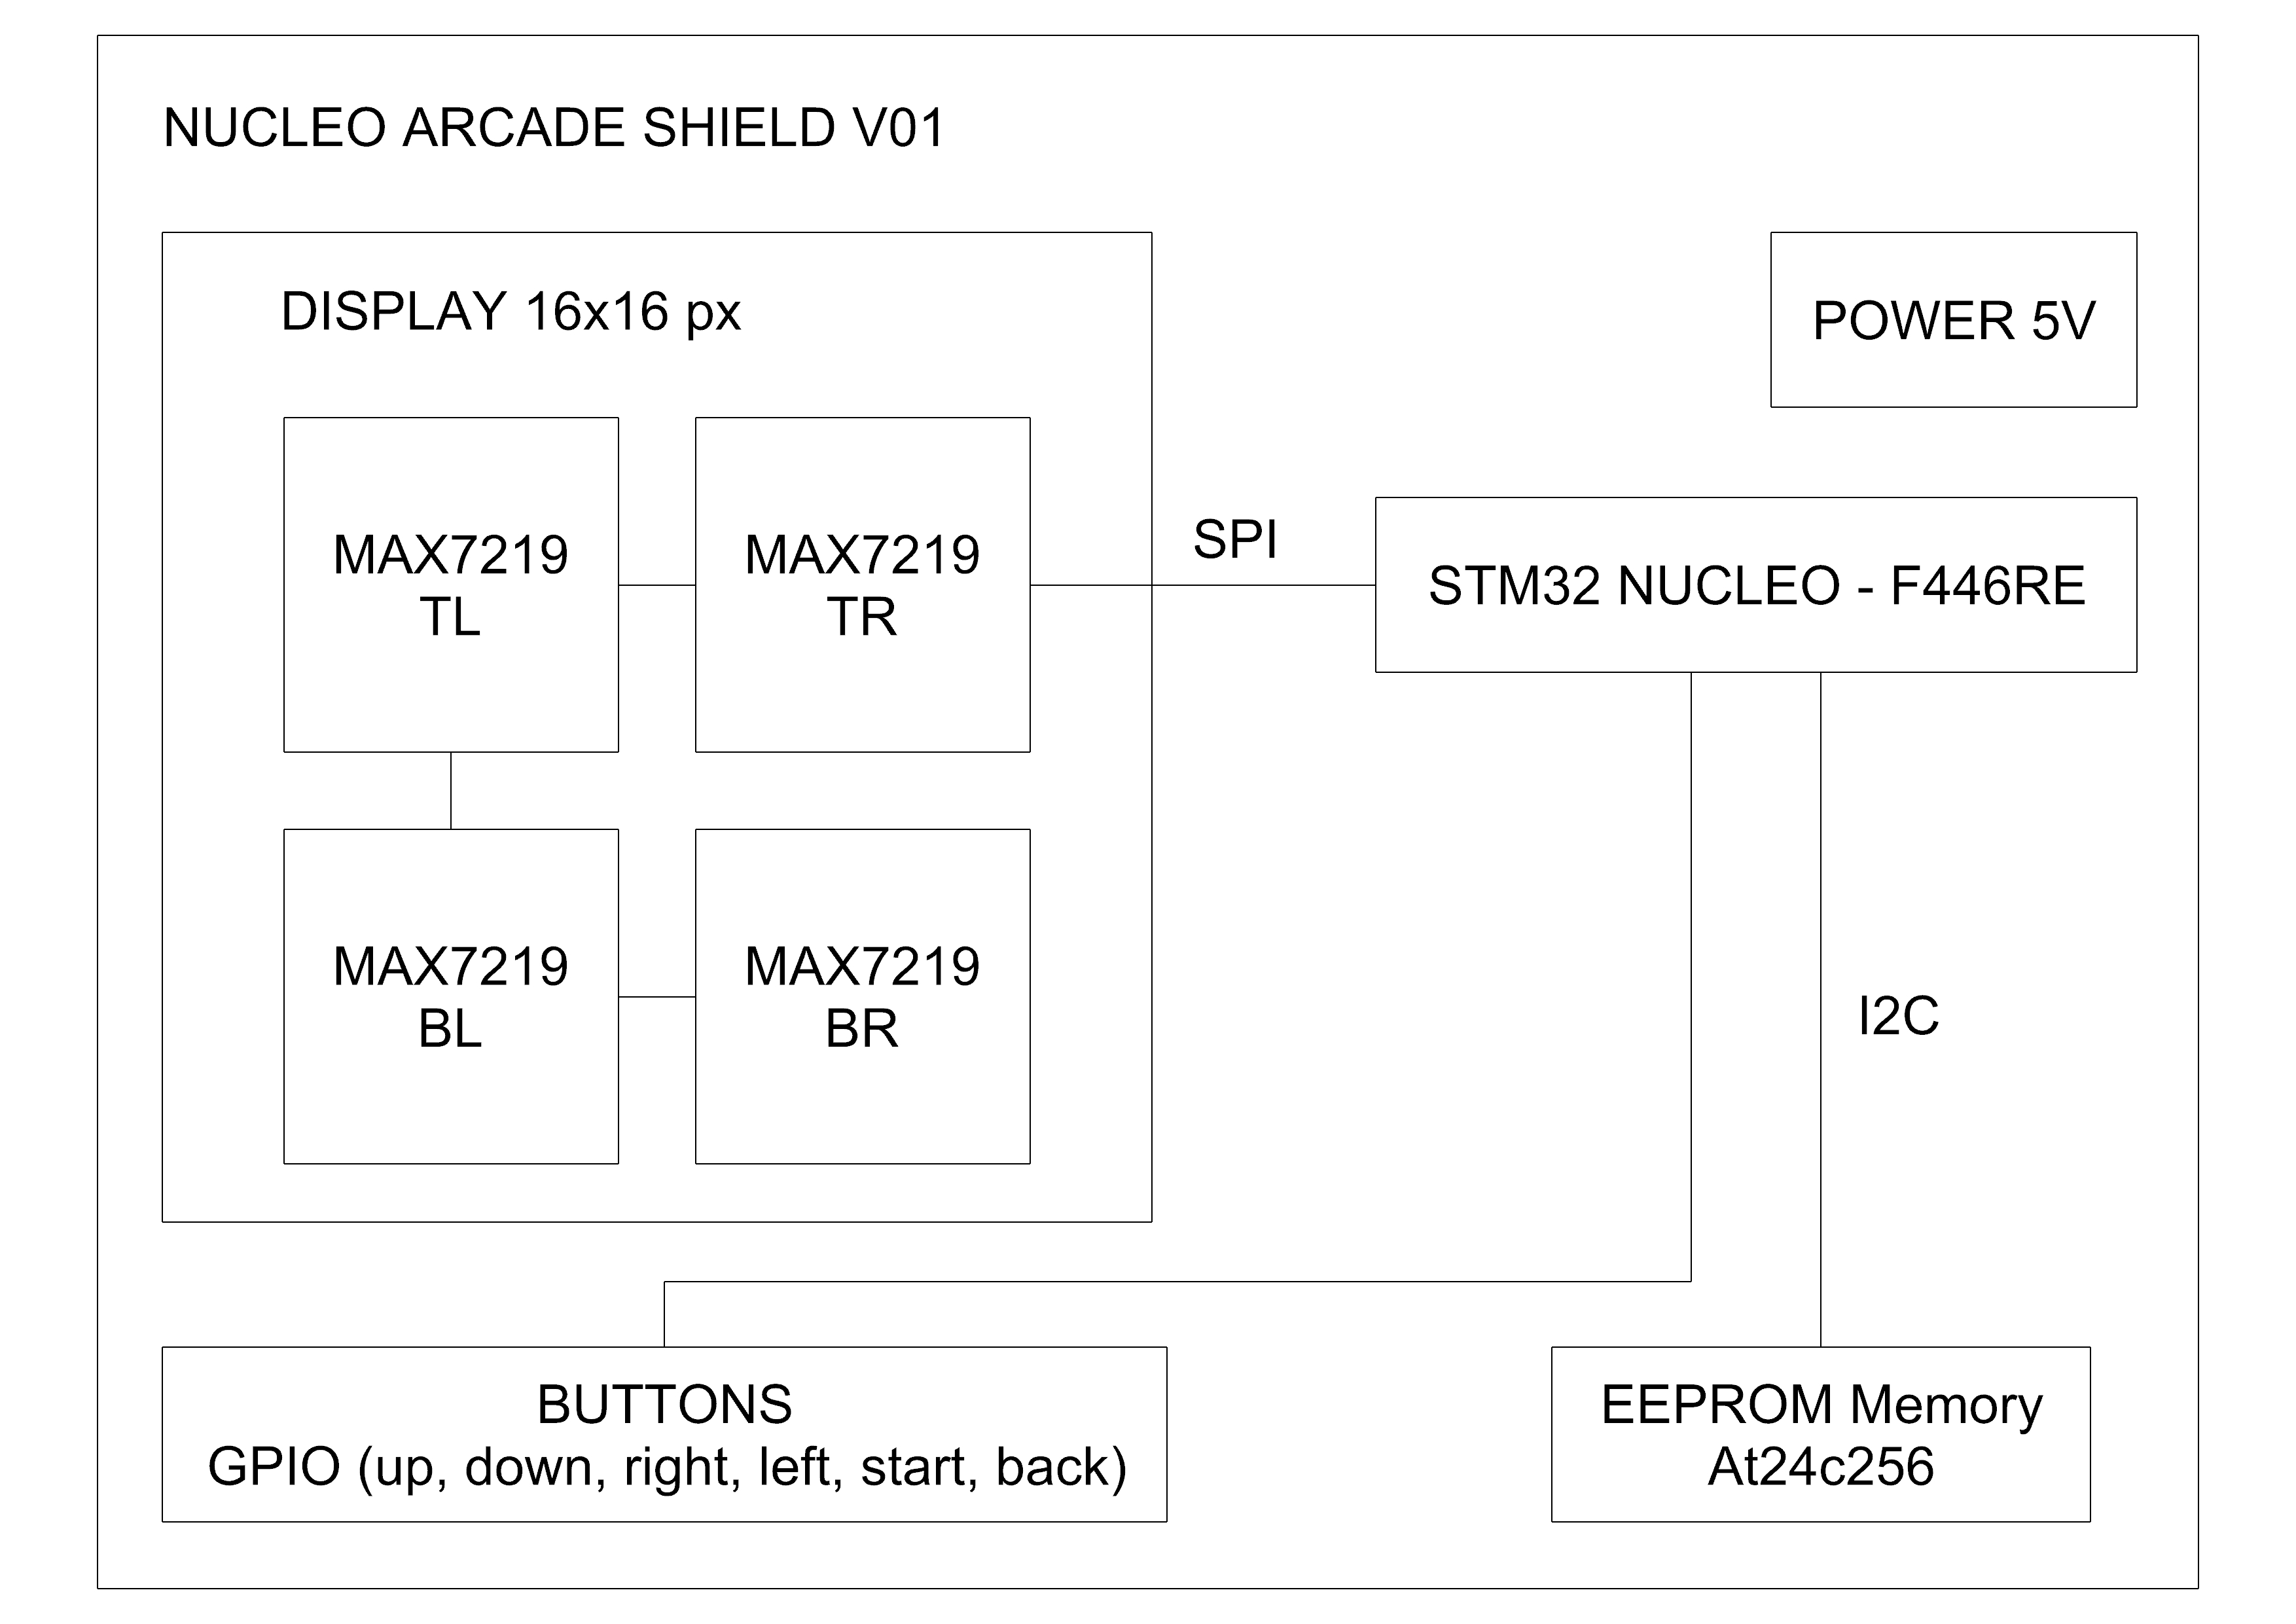 NUCLEO ARCADE SHIELD V01
DISPLAY 16x16 px
POWER 5V
MAX7219
TL
MAX7219
TR
SPI
STM32 NUCLEO - F446RE
MAX7219
BL
MAX7219
BR
I2C
BUTTONS
GPIO (up, down, right, left, start, back)
EEPROM Memory
At24c256